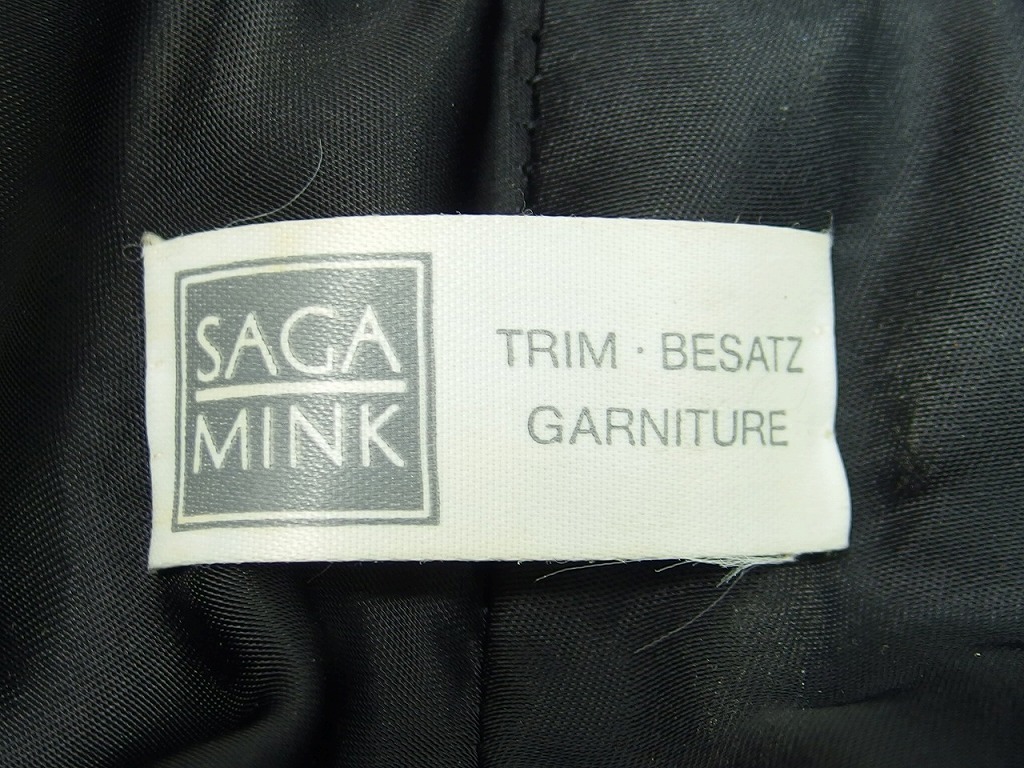 SAGA
MINK
TRIM · BESATZ
GARNITURE